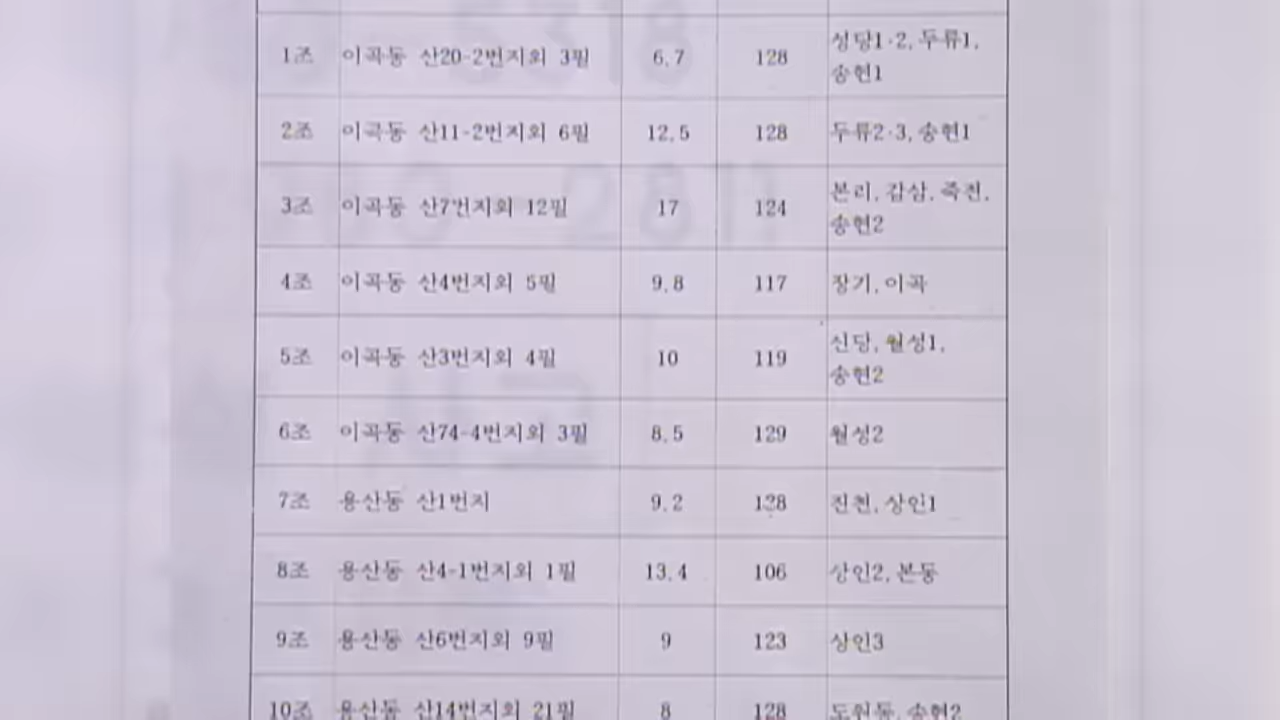 1조 이곡동 산20-2번지외 3필 6.7 128 성당1·2, 두류1,
송현1
2조 이곡동 산11-2번지외 6필 12.5 128 두류2·3, 송현1
3조 이곡동 산7번지외 12필 17 124 본리, 감삼, 죽전,
송현2
4조 이곡동 산4번지외 5필 9.8 117 장기, 이곡
5조 이곡동 산3번지외 4필 10 119 신당, 월성1,
송현2
6조 이곡동 산74-4번지외 3필 8.5 129 월성2
7조 용산동 산1번지 9.2 128 진천, 상인1
8조 용산동 산4-1번지외 1필 13.4 106 상인2, 본동
9조 용산동 산6번지외 9필 9 123 상인3
10조 용산동 산14번지외 21필 8 128 도원동, 송현2